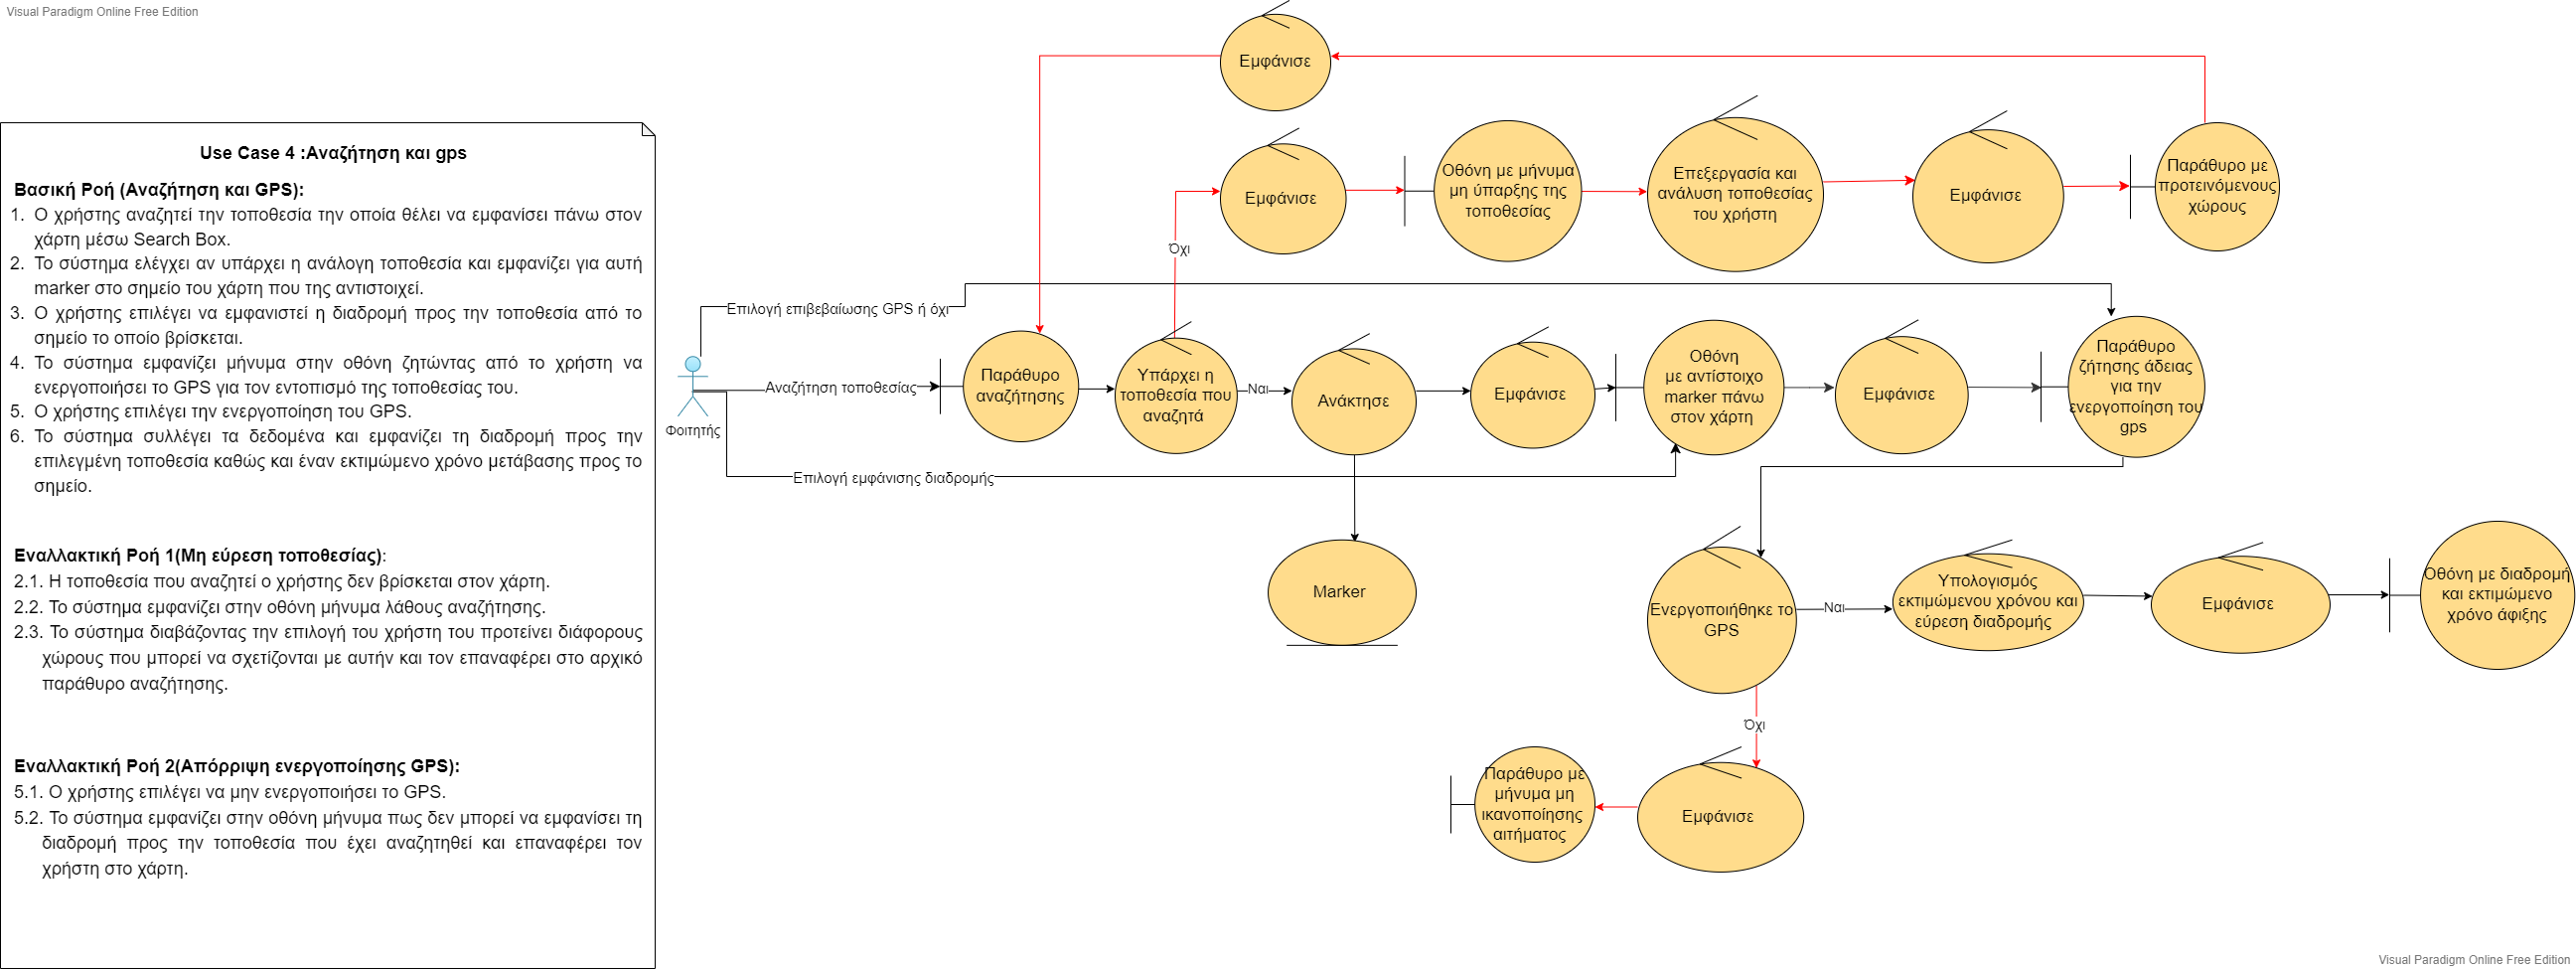 Visual Paradigm Online Free Edition
Use Case 4 :Αναζήτηση και gps
Βασική Ροή (Αναζήτηση και GPS):
1. Ο χρήστης αναζητεί την τοποθεσία την οποία θέλει να εμφανίσει πάνω στον
χάρτη μέσω Search Box.
2. Το σύστημα ελέγχει αν υπάρχει η ανάλογη τοποθεσία και εμφανίζει για αυτή
marker στο σημείο του χάρτη που της αντιστοιχεί.
3. Ο χρήστης επιλέγει να εμφανιστεί η διαδρομή προς την τοποθεσία από το
σημείο το οποίο βρίσκεται.
4. Το σύστημα εμφανίζει μήνυμα στην οθόνη ζητώντας από το χρήστη να
ενεργοποιήσει το GPS για τον εντοπισμό της τοποθεσίας του.
5. Ο χρήστης επιλέγει την ενεργοποίηση του GPS.
6. Το σύστημα συλλέγει τα δεδομένα και εμφανίζει τη διαδρομή προς την
επιλεγμένη τοποθεσία καθώς και έναν εκτιμώμενο χρόνο μετάβασης προς το
σημείο.
Εναλλακτική Ροή 1(Μη εύρεση τοποθεσίας):
2.1. Η τοποθεσία που αναζητεί ο χρήστης δεν βρίσκεται στον χάρτη.
2.2. Το σύστημα εμφανίζει στην οθόνη μήνυμα λάθους αναζήτησης.
2.3. Το σύστημα διαβάζοντας την επιλογή του χρήστη του προτείνει διάφορους
χώρους που μπορεί να σχετίζονται με αυτήν και τον επαναφέρει στο αρχικό
παράθυρο αναζήτησης.
Εναλλακτική Ροή 2(Απόρριψη ενεργοποίησης GPS):
5.1. Ο χρήστης επιλέγει να μην ενεργοποιήσει το GPS.
5.2. Το σύστημα εμφανίζει στην οθόνη μήνυμα πως δεν μπορεί να εμφανίσει τη
διαδρομή προς την τοποθεσία που έχει αναζητηθεί και επαναφέρει τον
χρήστη στο χάρτη.
Εμφάνισε
Εμφάνισε
Οθόνη με μήνυμα
μη ύπαρξης της
τοποθεσίας
Επεξεργασία και
ανάλυση τοποθεσίας
του χρήστη
Εμφάνισε
Παράθυρο με
προτεινόμενους
χώρους
Όχι
Επιλογή επιβεβαίωσης GPS ή όχι
Φοιτητής
Αναζήτηση τοποθεσίας
Παράθυρο
αναζήτησης
Υπάρχει η
τοποθεσία που
αναζητά
Ναι
Ανάκτησε
Εμφάνισε
Οθόνη
με αντίστοιχο
marker πάνω
στον χάρτη
Εμφάνισε
Παράθυρο
ζήτησης άδειας
για την
ενεργοποίηση του
gps
Επιλογή εμφάνισης διαδρομής
Marker
Ενεργοποιήθηκε το
GPS
Ναι
Υπολογισμός
εκτιμώμενου χρόνου και
εύρεση διαδρομής
Εμφάνισε
Οθόνη με διαδρομή
και εκτιμώμενο
χρόνο άφιξης
Όχι
Παράθυρο με
μήνυμα μη
ικανοποίησης
αιτήματος
Εμφάνισε
Visual Paradigm Online Free Edition